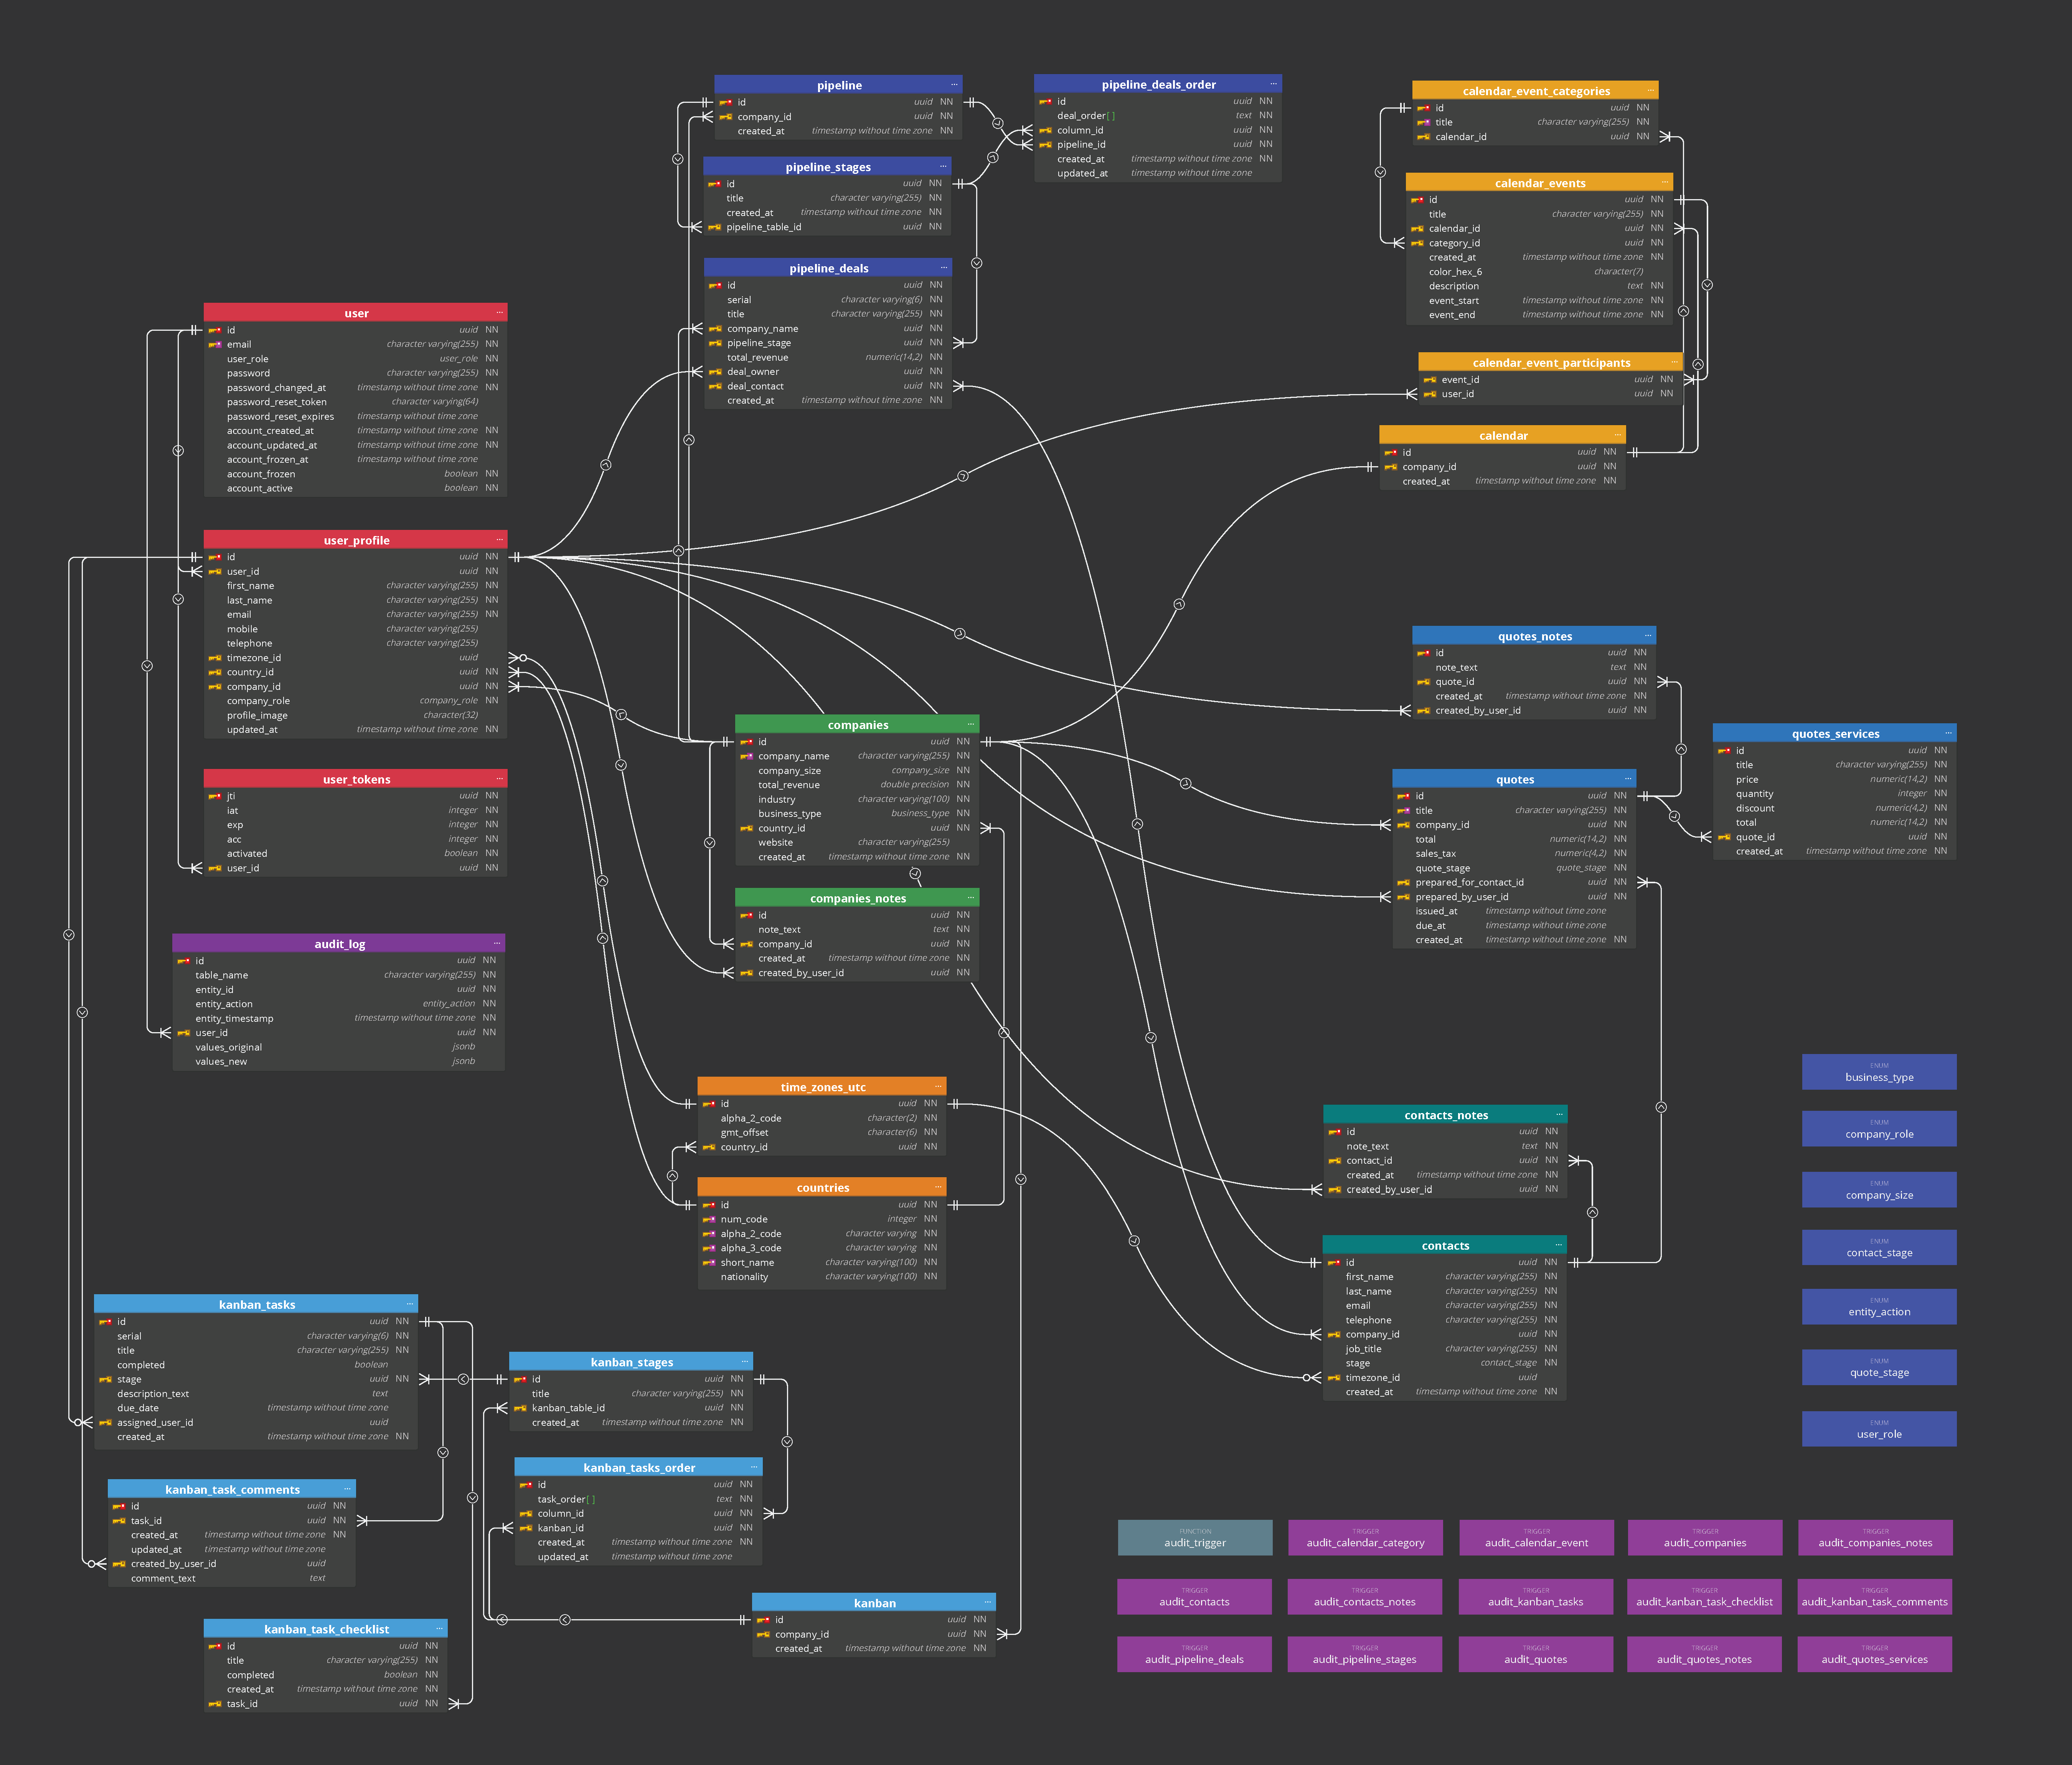 pipeline
id uuid NN
company_id uuid NN
created_at timestamp without time zone NN
pipeline_deals_order
id uuid NN
deal_order[] text NN
column_id uuid NN
pipeline_id uuid NN
created_at timestamp without time zone NN
updated_at timestamp without time zone
calendar_event_categories
id uuid NN
title character varying(255) NN
calendar_id uuid NN
pipeline_stages
id uuid NN
title character varying(255) NN
created_at timestamp without time zone NN
pipeline_table_id uuid NN
calendar_events
id uuid NN
title character varying(255) NN
calendar_id uuid NN
category_id uuid NN
created_at timestamp without time zone NN
color_hex_6 character(7)
description text NN
event_start timestamp without time zone NN
event_end timestamp without time zone NN
pipeline_deals
id uuid NN
serial character varying(6) NN
title character varying(255) NN
company_name uuid NN
pipeline_stage uuid NN
total_revenue numeric(14,2) NN
deal_owner uuid NN
deal_contact uuid NN
created_at timestamp without time zone NN
user
id uuid NN
email character varying(255) NN
user_role user_role NN
password character varying(255) NN
password_changed_at timestamp without time zone NN
password_reset_token character varying(64)
password_reset_expires timestamp without time zone
account_created_at timestamp without time zone NN
account_updated_at timestamp without time zone NN
account_frozen_at timestamp without time zone
account_frozen boolean NN
account_active boolean NN
calendar_event_participants
event_id uuid NN
user_id uuid NN
calendar
id uuid NN
company_id uuid NN
created_at timestamp without time zone NN
user_profile
id uuid NN
user_id uuid NN
first_name character varying(255) NN
last_name character varying(255) NN
email character varying(255) NN
mobile character varying(255)
telephone character varying(255)
timezone_id uuid
country_id uuid NN
company_id uuid NN
company_role company_role NN
profile_image character(32)
updated_at timestamp without time zone NN
quotes_notes
id uuid NN
note_text text NN
quote_id uuid NN
created_at timestamp without time zone NN
created_by_user_id uuid NN
companies
id uuid NN
company_name character varying(255) NN
company_size company_size NN
total_revenue double precision NN
industry character varying(100) NN
business_type business_type NN
country_id uuid NN
website character varying(255)
created_at timestamp without time zone NN
quotes_services
id uuid NN
title character varying(255) NN
price numeric(14,2) NN
quantity integer NN
discount numeric(4,2) NN
total numeric(14,2) NN
quote_id uuid NN
created_at timestamp without time zone NN
user_tokens
jti uuid NN
iat integer NN
exp integer NN
acc integer NN
activated boolean NN
user_id uuid NN
quotes
id uuid NN
title character varying(255) NN
company_id uuid NN
total numeric(14,2) NN
sales_tax numeric(4,2) NN
quote_stage quote_stage NN
prepared_for_contact_id uuid NN
prepared_by_user_id uuid NN
issued_at timestamp without time zone
due_at timestamp without time zone
created_at timestamp without time zone NN
companies_notes
id uuid NN
note_text text NN
company_id uuid NN
created_at timestamp without time zone NN
created_by_user_id uuid NN
audit_log
id uuid NN
table_name character varying(255) NN
entity_id uuid NN
entity_action entity_action NN
entity_timestamp timestamp without time zone NN
user_id uuid NN
values_original jsonb
values_new jsonb
time_zones_utc
id uuid NN
alpha_2_code character(2) NN
gmt_offset character(6) NN
country_id uuid NN
countries
id uuid NN
num_code integer NN
alpha_2_code character varying NN
alpha_3_code character varying NN
short_name character varying(100) NN
nationality character varying(100) NN
contacts_notes
id uuid NN
note_text text NN
contact_id uuid NN
created_at timestamp without time zone NN
created_by_user_id uuid NN
contacts
id uuid NN
first_name character varying(255) NN
last_name character varying(255) NN
email character varying(255) NN
telephone character varying(255) NN
company_id uuid NN
job_title character varying(255) NN
stage contact_stage NN
timezone_id uuid
created_at timestamp without time zone NN
ENUM
business_type
ENUM
company_role
ENUM
company_size
ENUM
contact_stage
ENUM
entity_action
ENUM
quote_stage
ENUM
user_role
kanban_tasks
id uuid NN
serial character varying(6) NN
title character varying(255) NN
completed boolean
stage uuid NN
description_text text
due_date timestamp without time zone
assigned_user_id uuid
created_at timestamp without time zone NN
kanban_stages
id uuid NN
title character varying(255) NN
kanban_table_id uuid NN
created_at timestamp without time zone NN
kanban_tasks_order
id uuid NN
task_order[] text NN
column_id uuid NN
kanban_id uuid NN
created_at timestamp without time zone NN
updated_at timestamp without time zone
kanban_task_comments
id uuid NN
task_id uuid NN
created_at timestamp without time zone NN
updated_at timestamp without time zone
created_by_user_id uuid
comment_text text
kanban
id uuid NN
company_id uuid NN
created_at timestamp without time zone NN
kanban_task_checklist
id uuid NN
title character varying(255) NN
completed boolean NN
created_at timestamp without time zone NN
task_id uuid NN
FUNCTION
audit_trigger
TRIGGER
audit_calendar_category
TRIGGER
audit_calendar_event
TRIGGER
audit_companies
TRIGGER
audit_companies_notes
TRIGGER
audit_contacts
TRIGGER
audit_contacts_notes
TRIGGER
audit_kanban_tasks
TRIGGER
audit_kanban_task_checklist
TRIGGER
audit_kanban_task_comments
TRIGGER
audit_pipeline_deals
TRIGGER
audit_pipeline_stages
TRIGGER
audit_quotes
TRIGGER
audit_quotes_notes
TRIGGER
audit_quotes_services